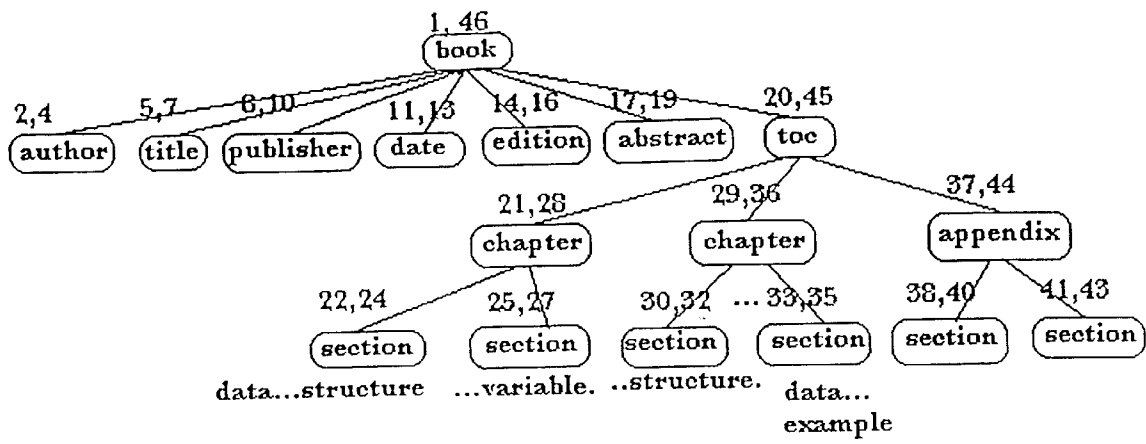 1, 46
book
2,4 5,7 8,10 11,13 14,16 17,19 20,45
author title publisher date edition abstract toc
21,28 29,36 37,44
chapter chapter appendix
22,24 25,27 30,32 ... 33,35 38,40 41,43
section section section section section section
data...structure ...variable. ..structure. data...
example